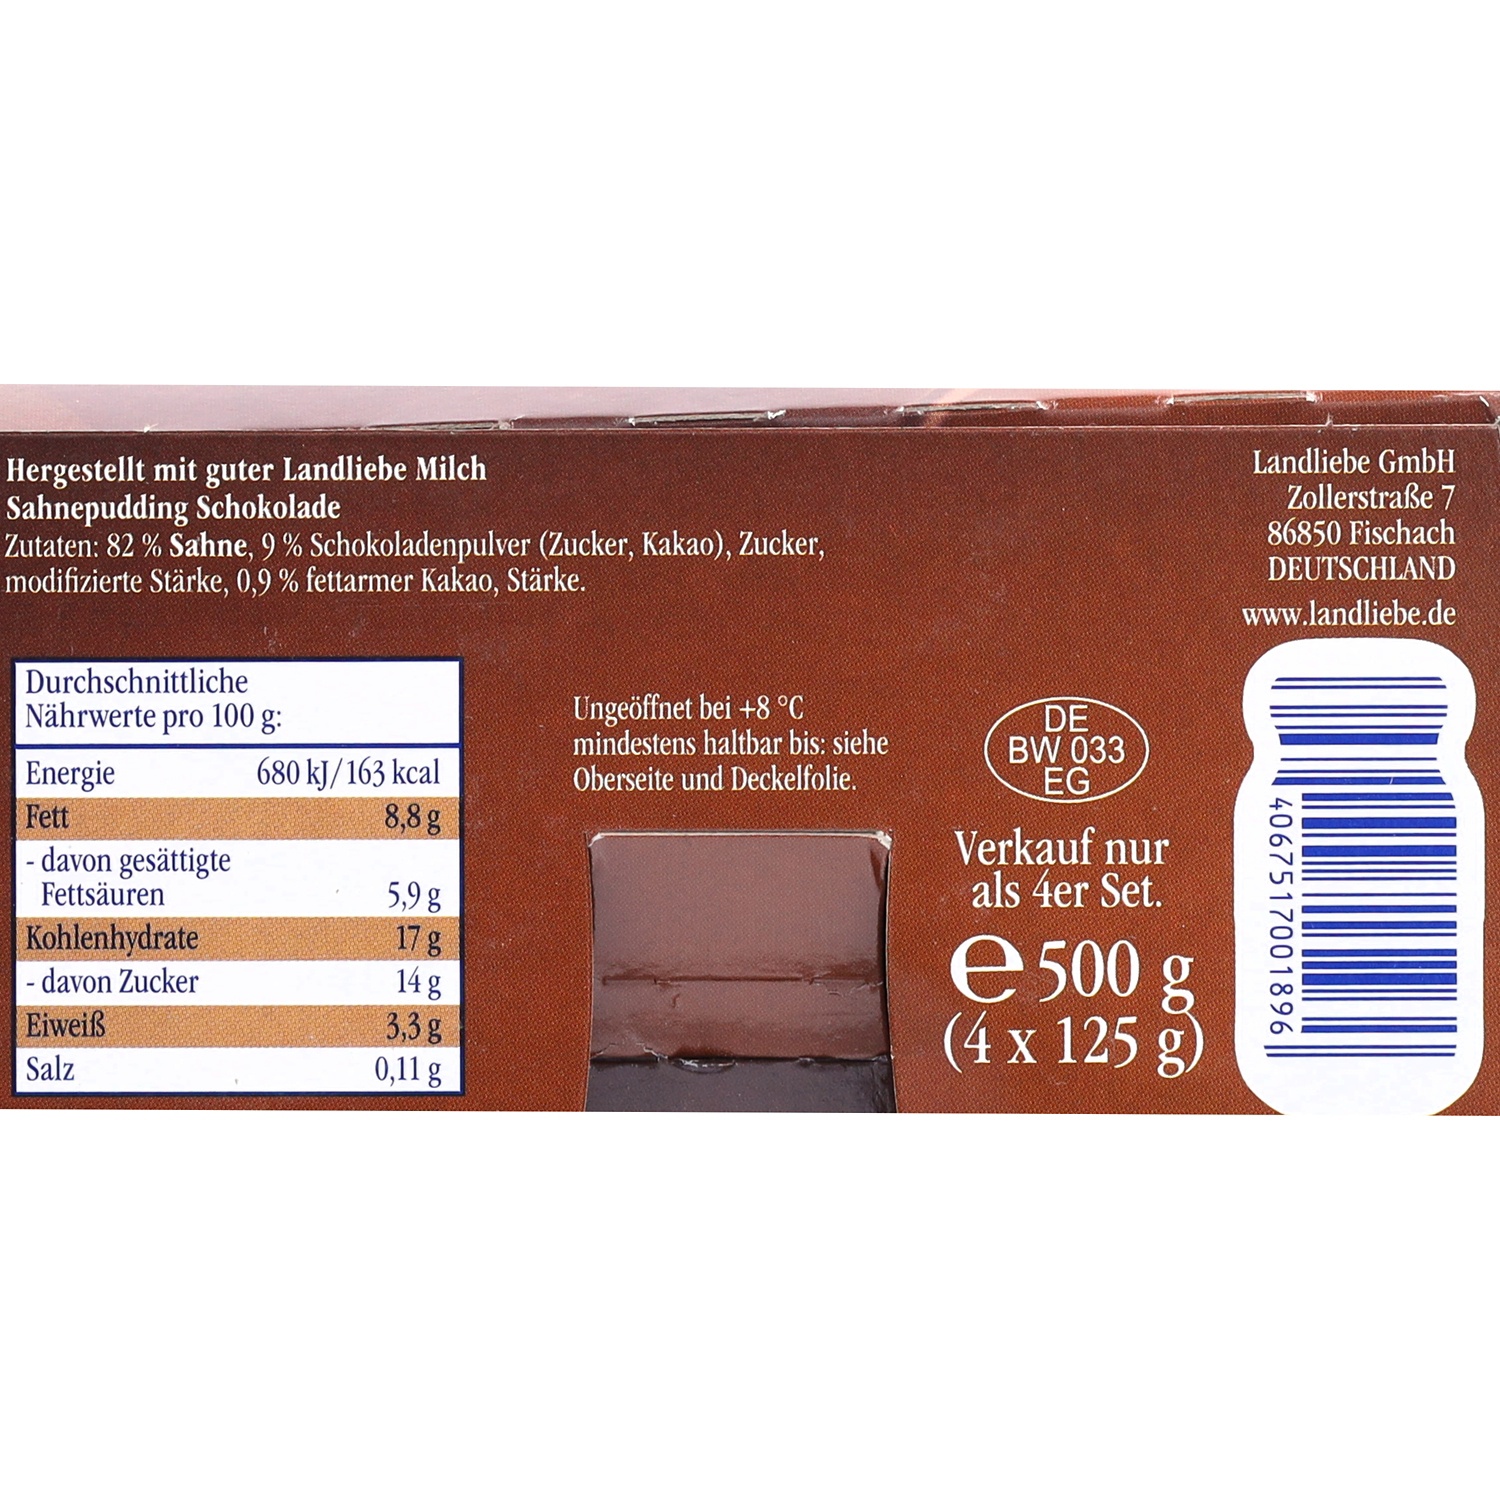 Hergestellt mit guter Landliebe Milch
Sahnepudding Schokolade
Zutaten: 82 % Sahne, 9 % Schokoladenpulver (Zucker, Kakao), Zucker,
modifizierte Stärke, 0,9 % fettarmer Kakao, Stärke.
Durchschnittliche
Nährwerte pro 100 g:
Energie 680 kJ/163 kcal
Fett 8,8 g
- davon gesättigte
Fettsäuren 5,9 g
Kohlenhydrate 17 g
- davon Zucker 14 g
Eiweiß 3,3 g
Salz 0,11 g
Ungeöffnet bei +8 °C
mindestens haltbar bis: siehe
Oberseite und Deckelfolie.
DE
BW 033
EG
Verkauf nur
als 4er Set.
e 500 g
(4 x 125 g)
Landliebe GmbH
Zollerstraße 7
86850 Fischach
DEUTSCHLAND
www.landliebe.de
4067517001896